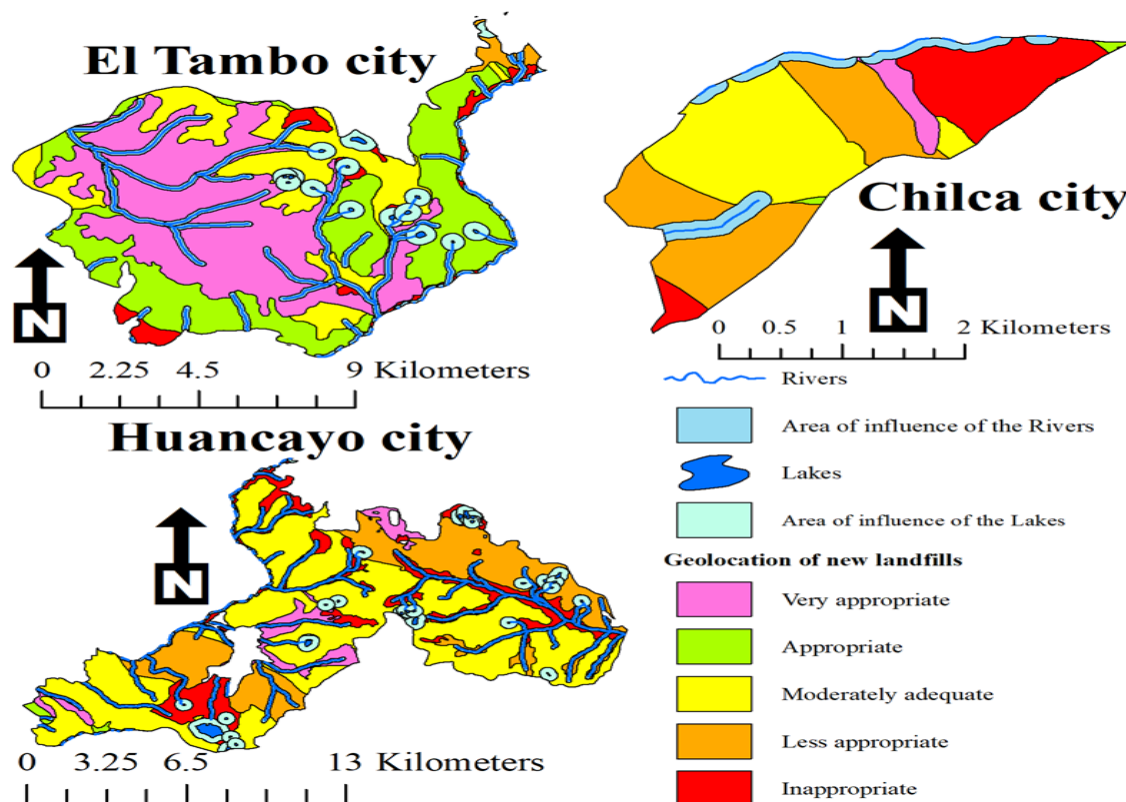 El Tambo city
N
0 2.25 4.5 9 Kilometers
Chilca city
N
0 0.5 1 2 Kilometers
Huancayo city
N
0 3.25 6.5 13 Kilometers
Rivers
Area of influence of the Rivers
Lakes
Area of influence of the Lakes
Geolocation of new landfills
Very appropriate
Appropriate
Moderately adequate
Less appropriate
Inappropriate